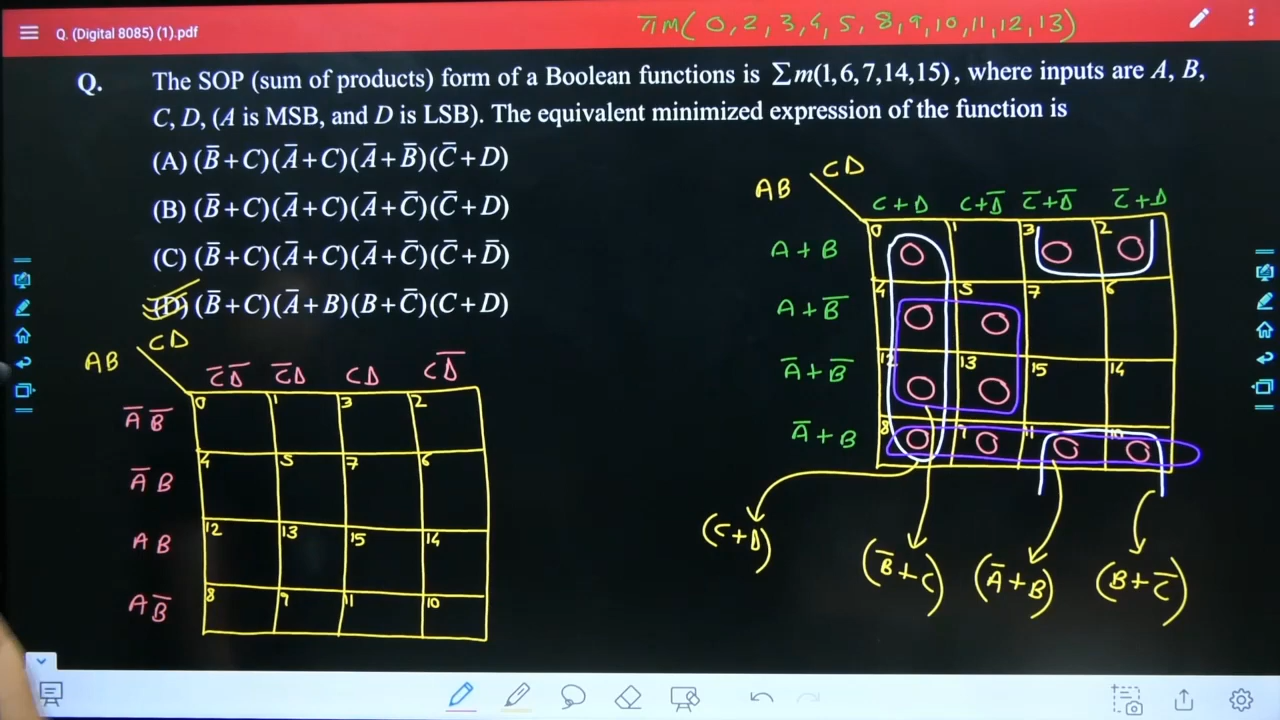 πM( 0, 2, 3, 4, 5, 8, 9, 10, 11, 12, 13)
Q. (Digital 8085) (1).pdf
Q. The SOP (sum of products) form of a Boolean functions is ∑m(1,6,7,14,15), where inputs are A, B,
C, D, (A is MSB, and D is LSB). The equivalent minimized expression of the function is
(A) (B̅+C)(A̅+C)(A̅+B̅)(C̅+D)
(B) (B̅+C)(A̅+C)(A̅+C̅)(C̅+D)
(C) (B̅+C)(A̅+C)(A̅+C̅)(C̅+D̅)
(D) (B̅+C)(A̅+B)(B+C̅)(C+D)
AB CD
C̅D̅ C̅D CD CD̅
A̅B̅ 0 1 3 2
A̅B 4 5 7 6
AB 12 13 15 14
AB̅ 8 9 11 10
AB CD
C+D C+D̅ C̅+D̅ C̅+D
A+B 0 1 3 2
A+B̅ 4 5 7 6
A̅+B̅ 12 13 15 14
A̅+B 8 9 11 10
(C+D) (B̅+C) (A̅+B) (B+C̅)